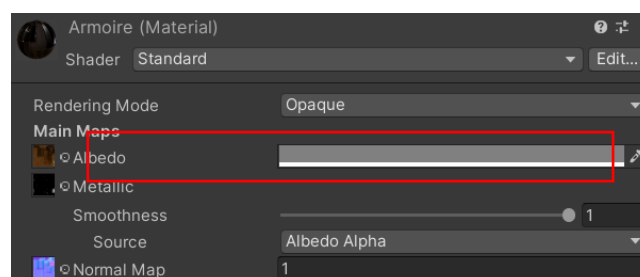 Armoire (Material)
Shader Standard Edit...
Rendering Mode Opaque
Main Maps
Albedo
Metallic
Smoothness 1
Source Albedo Alpha
Normal Map 1